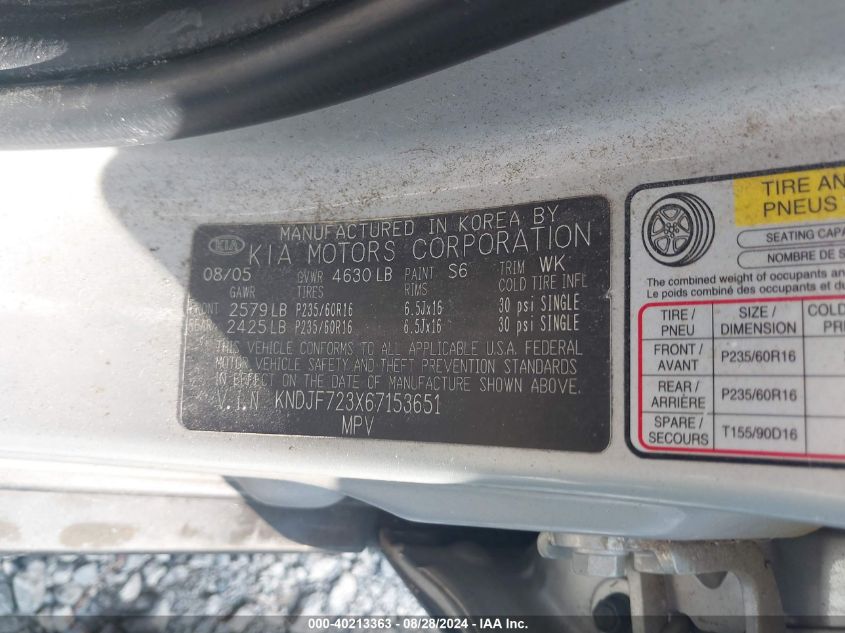 MANUFACTURED IN KOREA BY
KIA KIA MOTORS CORPORATION
08/05 GVWR 4630 LB PAINT S6 TRIM WK
GAWR TIRES RIMS COLD TIRE INFL
FRONT 2579 LB P235/60R16 6.5Jx16 30 psi SINGLE
REAR 2425 LB P235/60R16 6.5Jx16 30 psi SINGLE
THIS VEHICLE CONFORMS TO ALL APPLICABLE U.S.A. FEDERAL
MOTOR VEHICLE SAFETY AND THEFT PREVENTION STANDARDS
IN EFFECT ON THE DATE OF MANUFACTURE SHOWN ABOVE.
V.I.N KNDJF723X67153651
MPV
TIRE AN
PNEUS
SEATING CAPA
NOMBRE DE S
The combined weight of occupants an
Le poids combiné des occupants et d
TIRE / PNEU SIZE / DIMENSION COLD PR
FRONT / AVANT P235/60R16
REAR / ARRIÈRE P235/60R16
SPARE / SECOURS T155/90D16
000-40213363 - 08/28/2024 - © IAA Holdings, LLC.